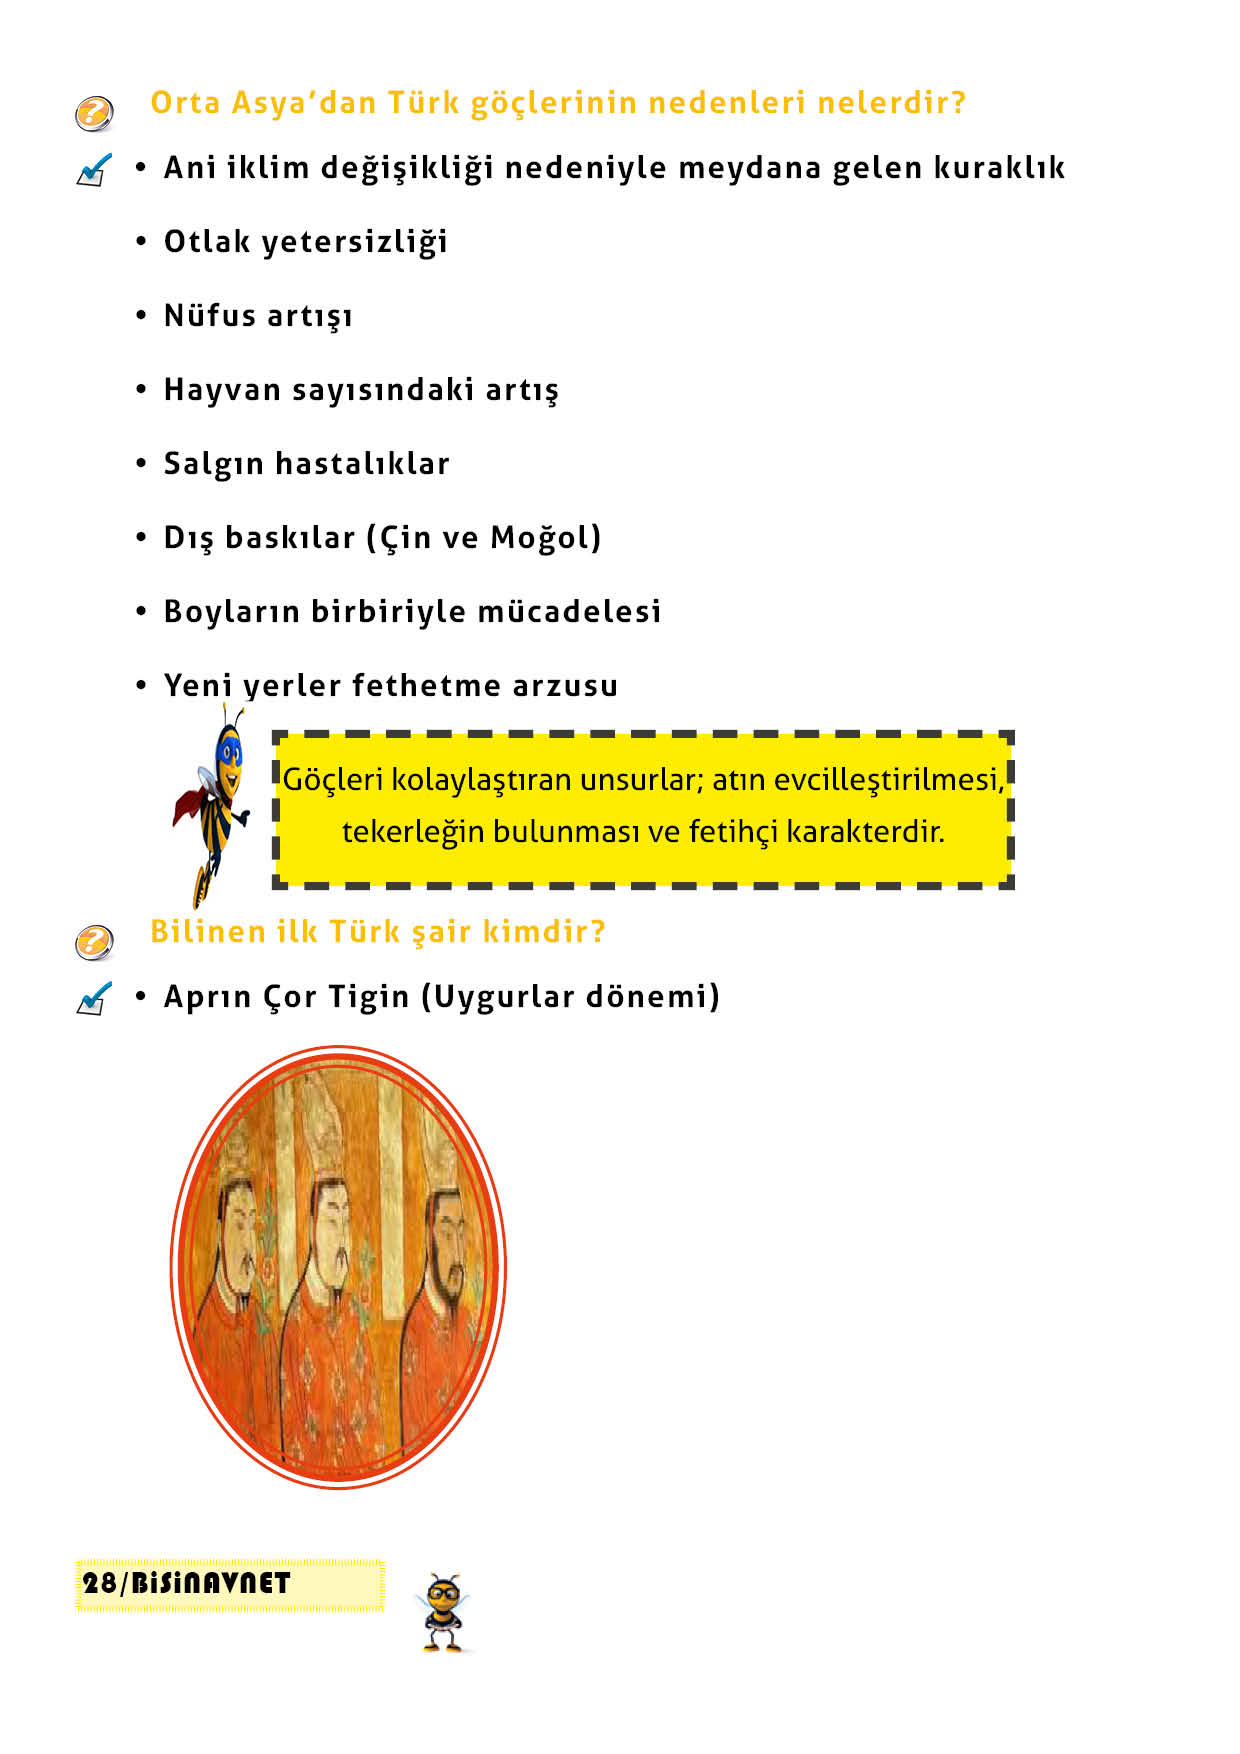 Orta Asya’dan Türk göçlerinin nedenleri nelerdir?
• Ani iklim değişikliği nedeniyle meydana gelen kuraklık
• Otlak yetersizliği
• Nüfus artışı
• Hayvan sayısındaki artış
• Salgın hastalıklar
• Dış baskılar (Çin ve Moğol)
• Boyların birbiriyle mücadelesi
• Yeni yerler fethetme arzusu
Göçleri kolaylaştıran unsurlar; atın evcilleştirilmesi,
tekerleğin bulunması ve fetihçi karakterdir.
Bilinen ilk Türk şair kimdir?
• Aprın Çor Tigin (Uygurlar dönemi)
28/BiSiNAVNET